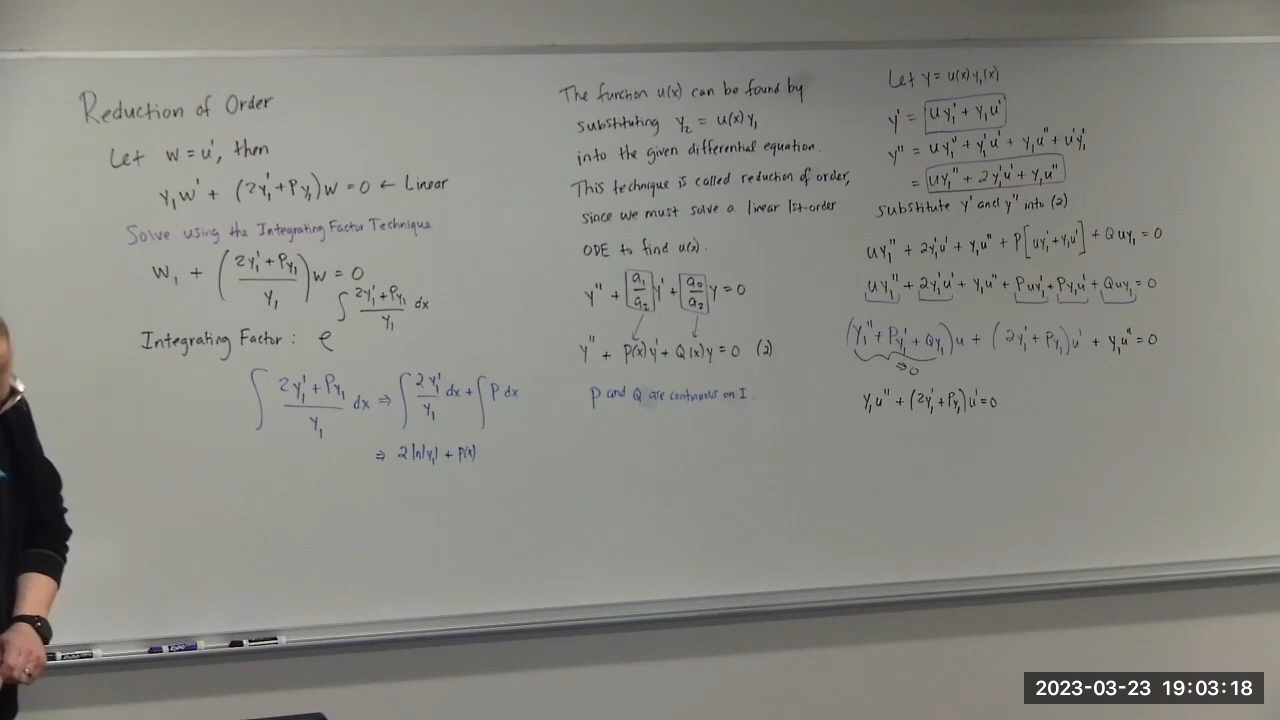 Reduction of Order
Let w = u', then
y₁w' + (2y₁' + Py₁)w = 0 ← Linear
Solve using the Integrating Factor Technique
w₁ + ((2y₁' + Py₁)/y₁)w = 0
Integrating Factor: e^∫ (2y₁' + Py₁)/y₁ dx
∫ (2y₁' + Py₁)/y₁ dx ⇒ ∫ 2y₁'/y₁ dx + ∫ P dx
⇒ 2 ln|y₁| + P(x)
The function u(x) can be found by
substituting y₂ = u(x)y₁
into the given differential equation.
This technique is called reduction of order,
since we must solve a linear 1st-order
ODE to find u(x).
y'' + [a₁/a₂]y' + [a₀/a₂]y = 0
y'' + P(x)y' + Q(x)y = 0 (2)
P and Q are continuous on I.
Let y = u(x)y₁(x)
y' = uy₁' + y₁u'
y'' = uy₁'' + y₁'u' + y₁u'' + u'y₁'
= uy₁'' + 2y₁'u' + y₁u''
substitute y' and y'' into (2)
uy₁'' + 2y₁'u' + y₁u'' + P[uy₁' + y₁u'] + Quy₁ = 0
uy₁'' + 2y₁'u' + y₁u'' + Puy₁' + Py₁u' + Quy₁ = 0
(y₁'' + Py₁' + Qy₁)u + (2y₁' + Py₁)u' + y₁u'' = 0
⇒ 0
y₁u'' + (2y₁' + Py₁)u' = 0
2023-03-23 19:03:18